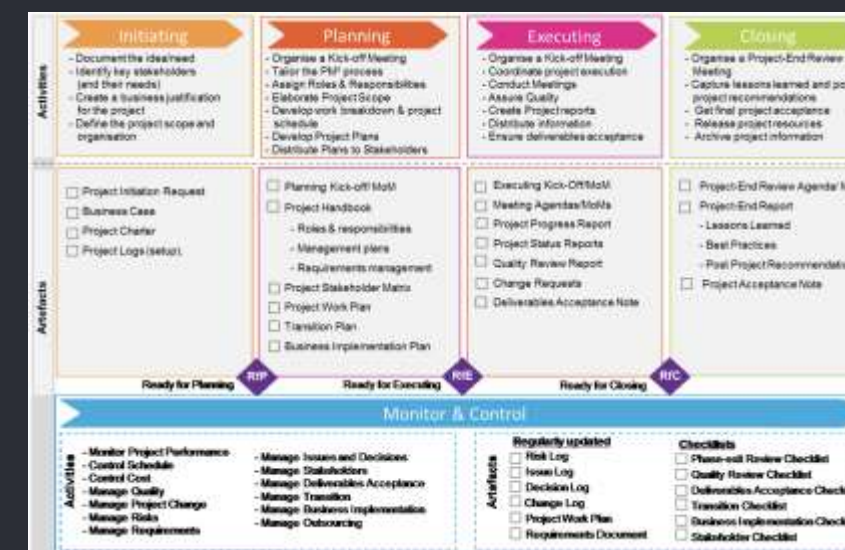 Initiating
Planning
Executing
Closing
Activities
- Document the idea/need
- Identify key stakeholders
(and their needs)
- Create a business justification
for the project
- Define the project scope and
organisation
- Organise a Kick-off Meeting
- Tailor the PM² process
- Assign Roles & Responsibilities
- Elaborate Project Scope
- Develop work breakdown & project
schedule
- Develop Project Plans
- Distribute Plans to Stakeholders
- Organise a Kick-off Meeting
- Coordinate project execution
- Conduct Meetings
- Assure Quality
- Create Project reports
- Distribute information
- Ensure deliverables acceptance
- Organise a Project-End Review
Meeting
- Capture lessons learned and
project recommendations
- Get final project acceptance
- Release project resources
- Archive project information
Artefacts
Project Initiation Request
Business Case
Project Charter
Project Logs (setup).
Planning Kick-off MoM
Project Handbook
- Roles & responsibilities
- Management plans
- Requirements management
Project Stakeholder Matrix
Project Work Plan
Transition Plan
Business Implementation Plan
Executing Kick-Off MoM
Meeting Agendas/MoMs
Project Progress Report
Project Status Reports
Quality Review Report
Change Requests
Deliverables Acceptance Note
Project-End Review Agenda/
Project-End Report
- Lessons Learned
- Best Practices
- Post Project
Project Acceptance Note
Ready for Planning
RfP
Ready for Executing
RfE
Ready for Closing
RfC
Monitor & Control
Activities
- Monitor Project Performance
- Control Schedule
- Control Cost
- Manage Quality
- Manage Project Change
- Manage Risks
- Manage Requirements
- Manage Issues and Decisions
- Manage Stakeholders
- Manage Deliverables Acceptance
- Manage Transition
- Manage Business Implementation
- Manage Outsourcing
Artefacts
Regularly updated
Risk Log
Issue Log
Decision Log
Change Log
Project Work Plan
Requirements Document
Checklists
Phase-exit Review Checklist
Quality Review Checklist
Deliverables Acceptance
Transition Checklist
Business Implementation
Stakeholder Checklist